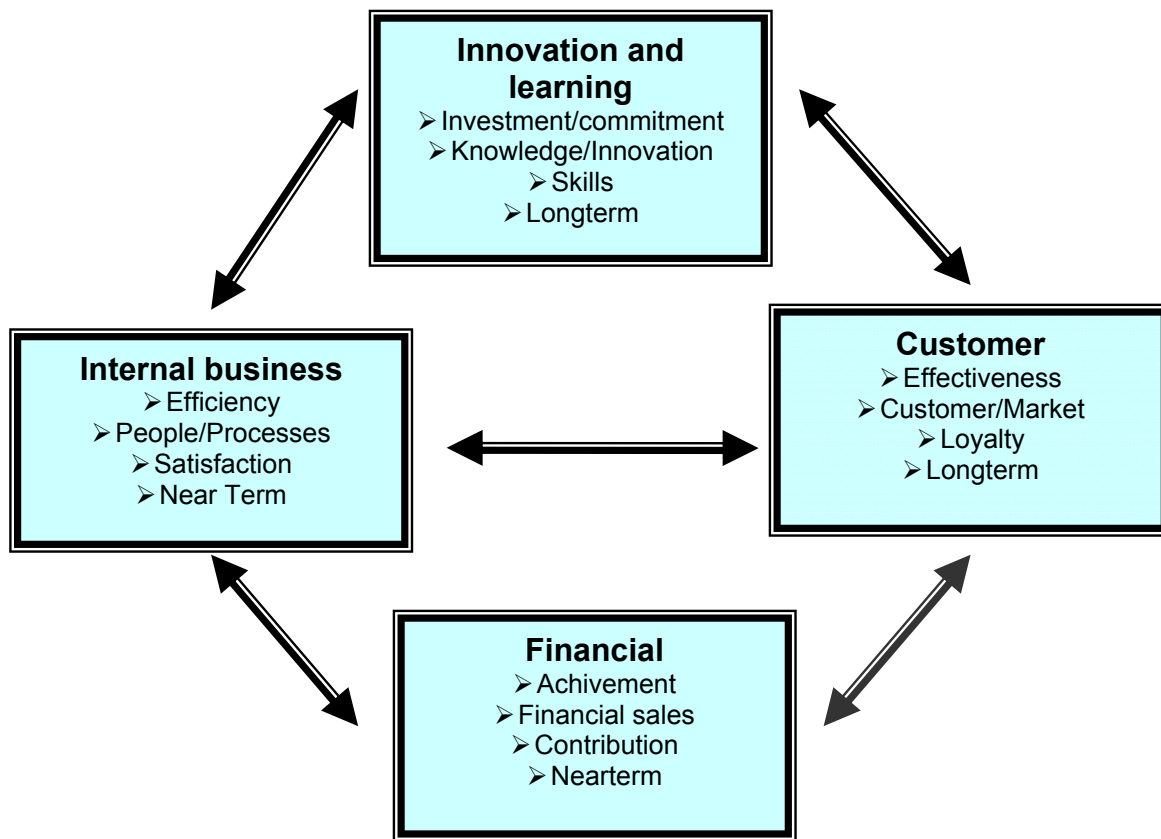 Innovation and
learning
➢ Investment/commitment
➢ Knowledge/Innovation
➢ Skills
➢ Longterm
Internal business
➢ Efficiency
➢ People/Processes
➢ Satisfaction
➢ Near Term
Customer
➢ Effectiveness
➢ Customer/Market
➢ Loyalty
➢ Longterm
Financial
➢ Achivement
➢ Financial sales
➢ Contribution
➢ Nearterm